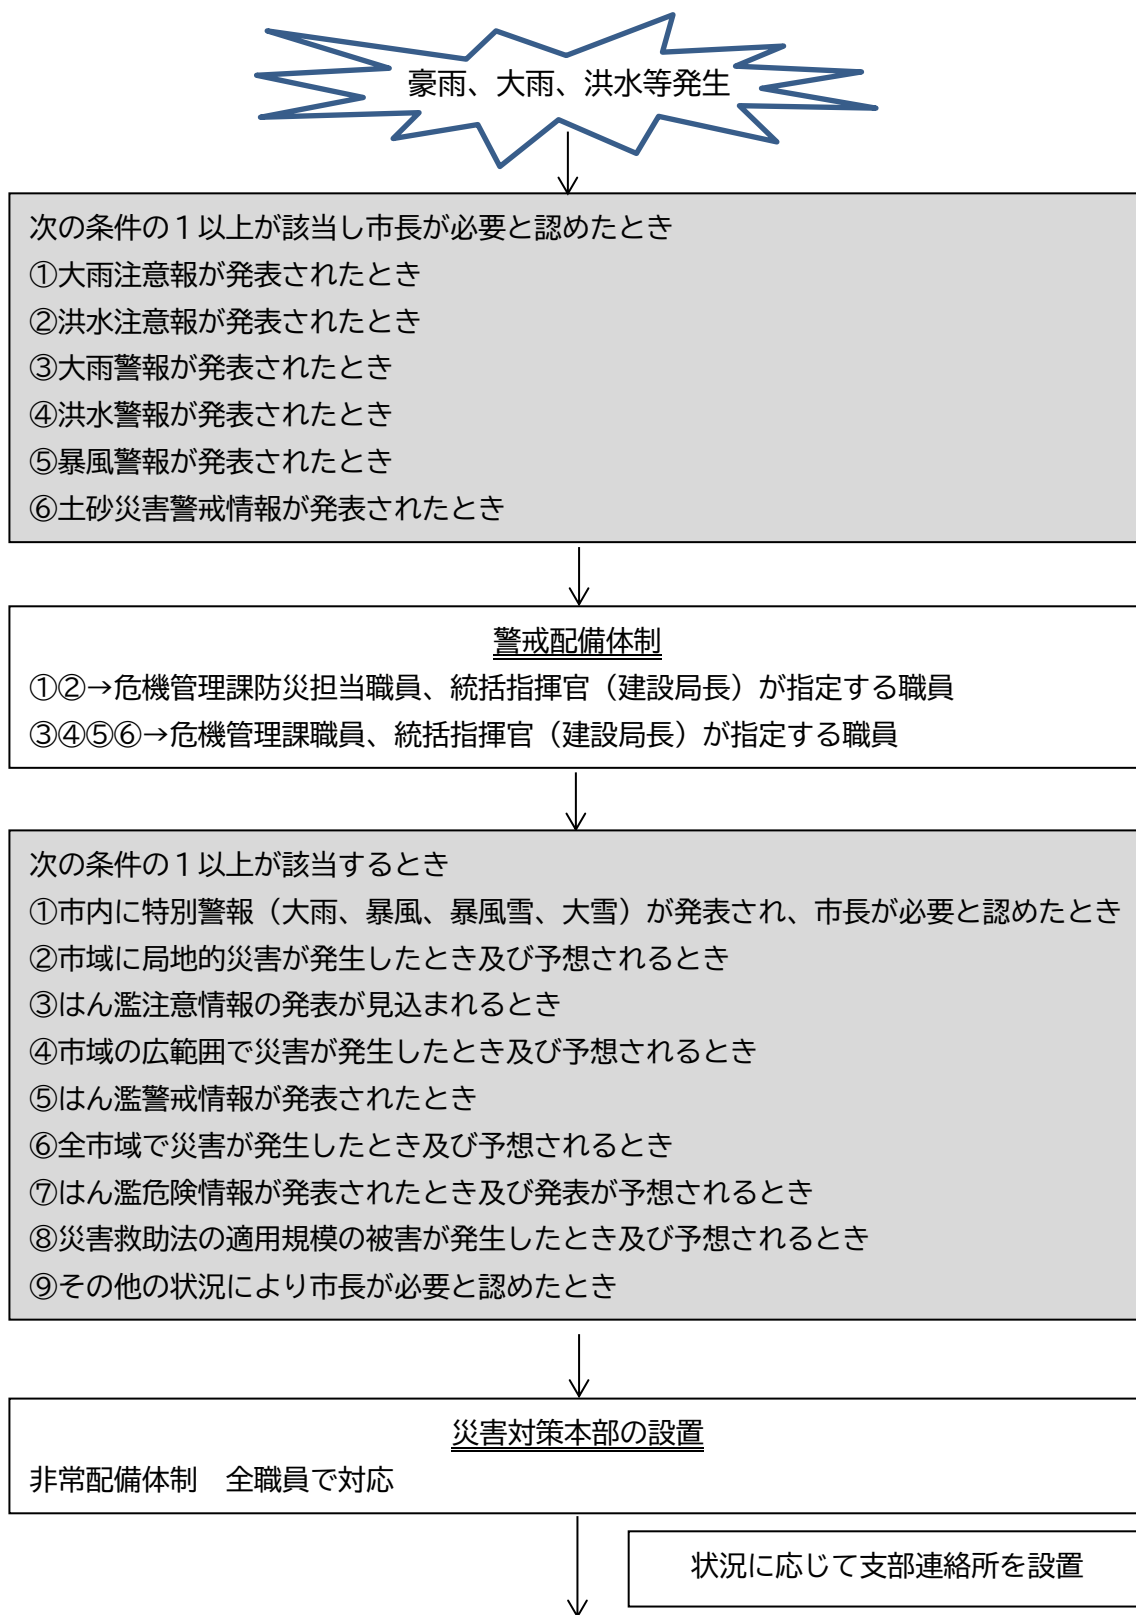 豪雨、大雨、洪水等発生
次の条件の１以上が該当し市長が必要と認めたとき
①大雨注意報が発表されたとき
②洪水注意報が発表されたとき
③大雨警報が発表されたとき
④洪水警報が発表されたとき
⑤暴風警報が発表されたとき
⑥土砂災害警戒情報が発表されたとき
警戒配備体制
①②→危機管理課防災担当職員、統括指揮官（建設局長）が指定する職員
③④⑤⑥→危機管理課職員、統括指揮官（建設局長）が指定する職員
次の条件の１以上が該当するとき
①市内に特別警報（大雨、暴風、暴風雪、大雪）が発表され、市長が必要と認めたとき
②市域に局地的災害が発生したとき及び予想されるとき
③はん濫注意情報の発表が見込まれるとき
④市域の広範囲で災害が発生したとき及び予想されるとき
⑤はん濫警戒情報が発表されたとき
⑥全市域で災害が発生したとき及び予想されるとき
⑦はん濫危険情報が発表されたとき及び発表が予想されるとき
⑧災害救助法の適用規模の被害が発生したとき及び予想されるとき
⑨その他の状況により市長が必要と認めたとき
災害対策本部の設置
非常配備体制　全職員で対応
状況に応じて支部連絡所を設置